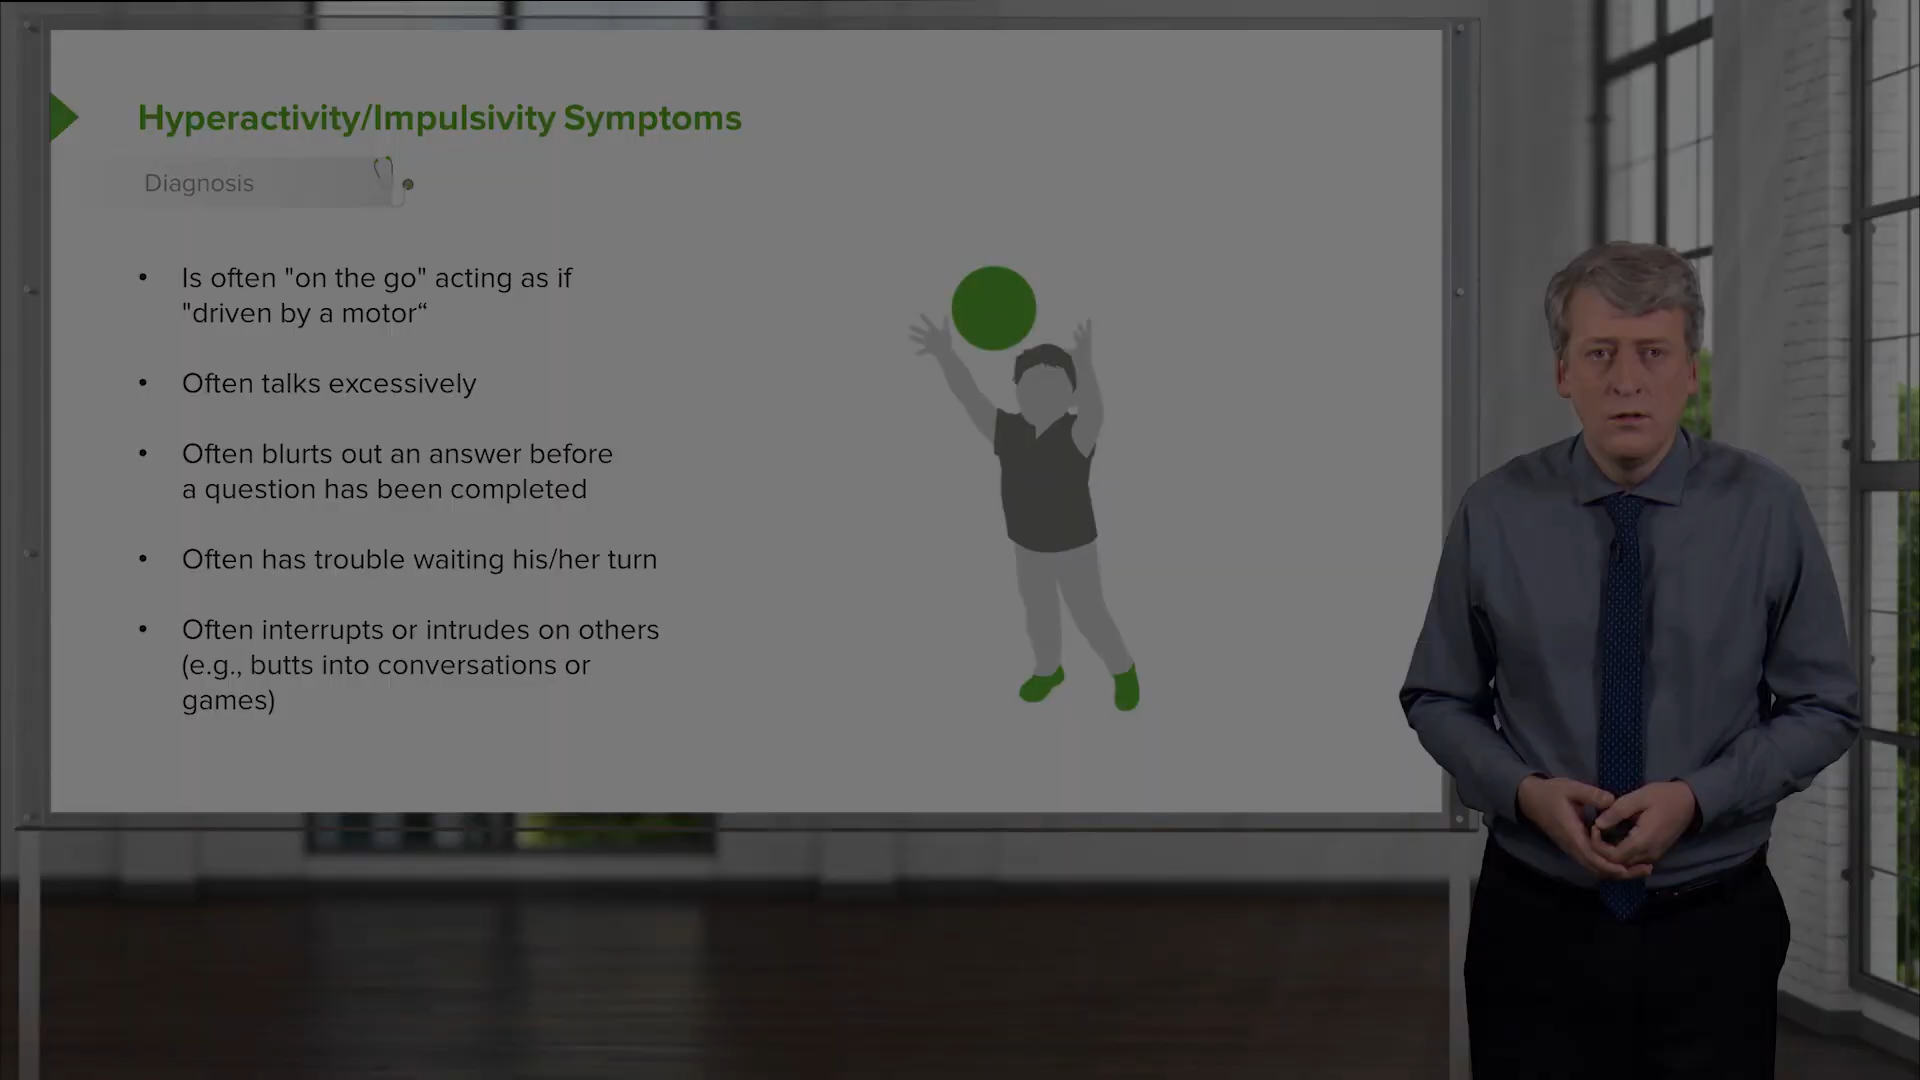 Hyperactivity/Impulsivity Symptoms
Diagnosis
• Is often "on the go" acting as if
"driven by a motor“
• Often talks excessively
• Often blurts out an answer before
a question has been completed
• Often has trouble waiting his/her turn
• Often interrupts or intrudes on others
(e.g., butts into conversations or
games)